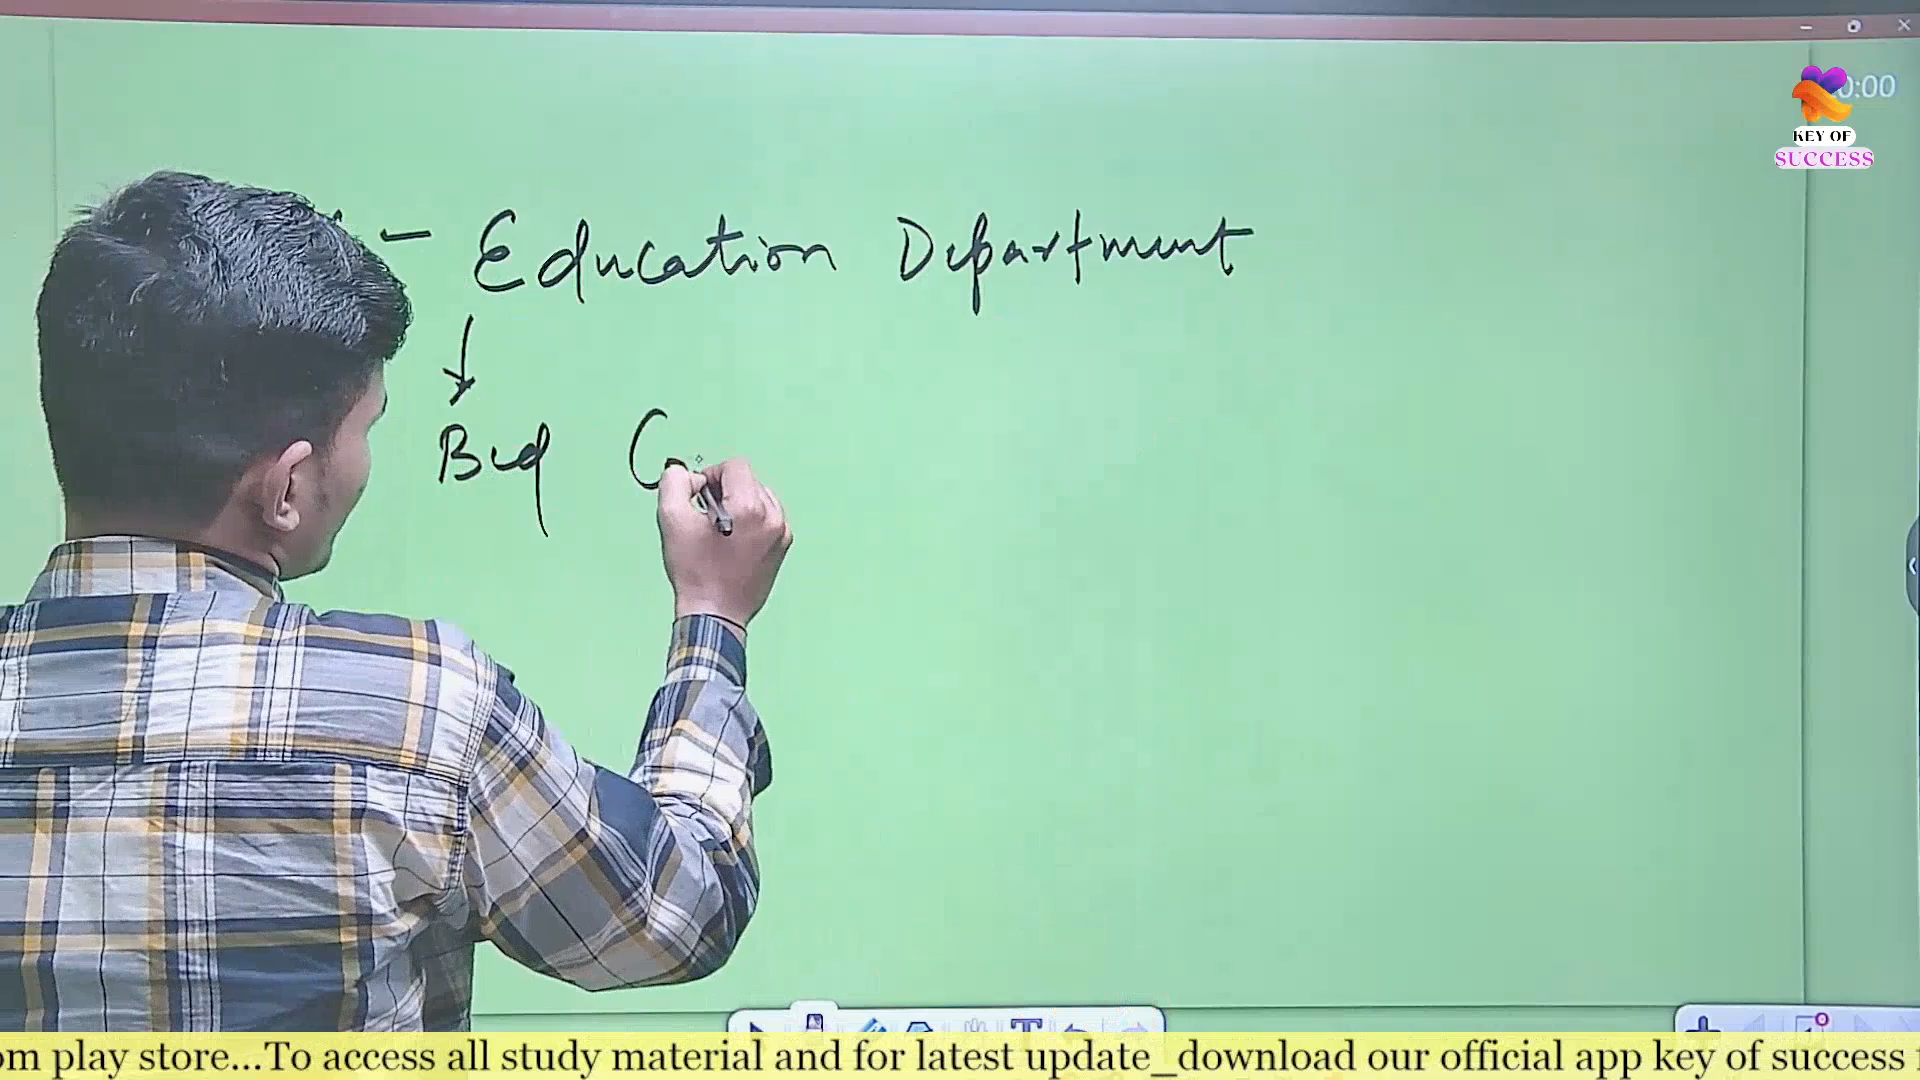 0:00
KEY OF
SUCCESS
- Education Department
om play store...To access all study material and for latest update_download our official app key of success